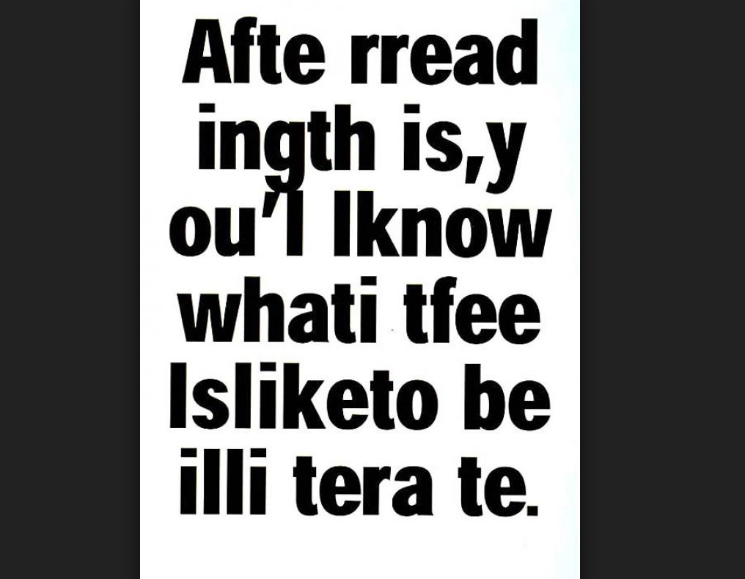 Afte rread
ingth is,y
ou'l lknow
whati tfee
lsliketo be
illi tera te.